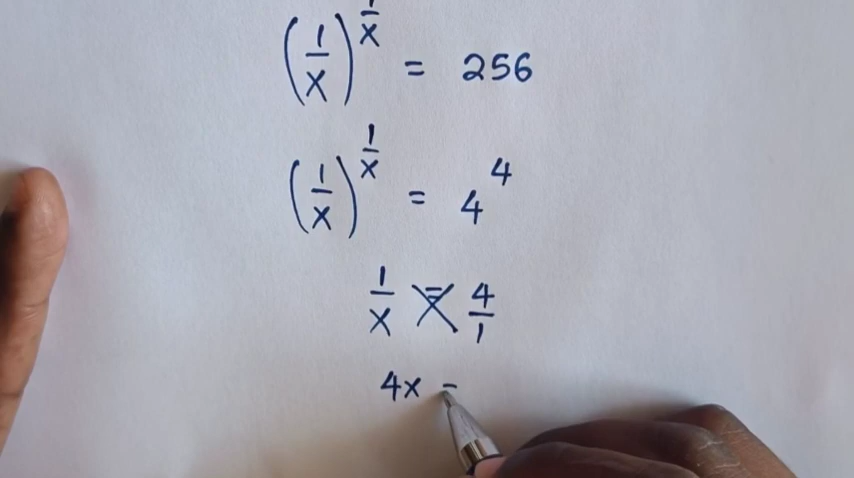 (1/x)^(1/x) = 256
(1/x)^(1/x) = 4^4
1/x = 4/1
4x =